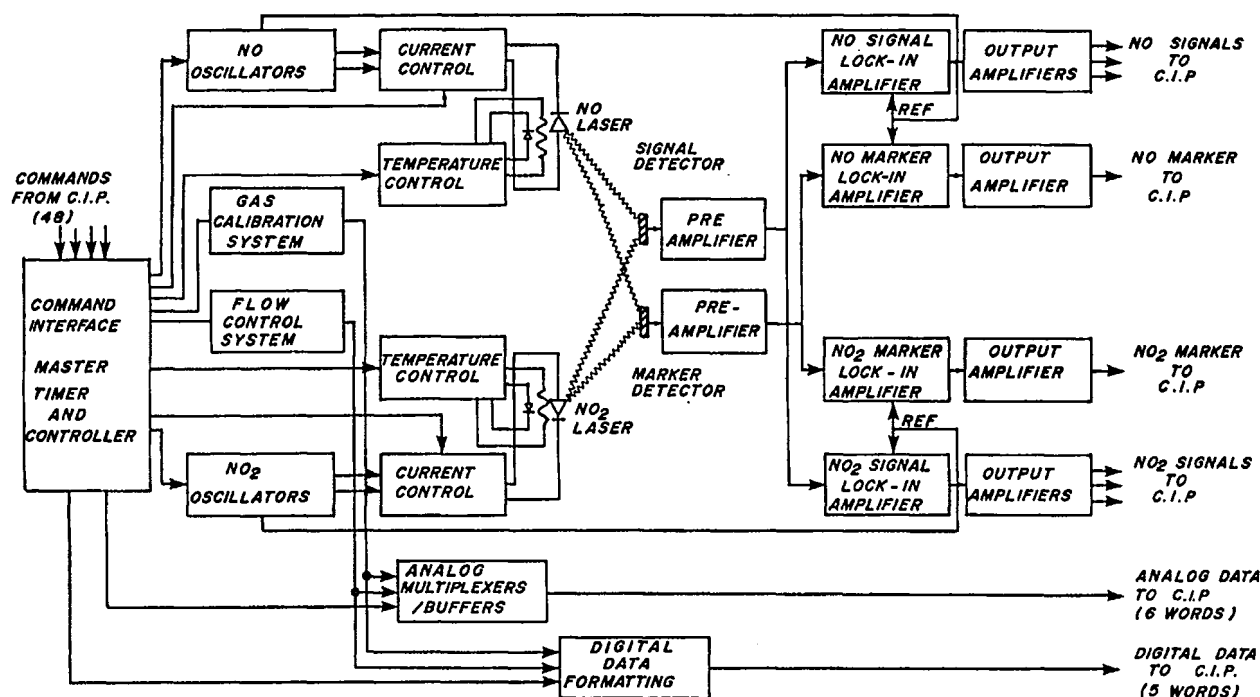 NO
OSCILLATORS
CURRENT
CONTROL
NO SIGNAL
LOCK-IN
AMPLIFIER
OUTPUT
AMPLIFIERS
NO SIGNALS
TO
C.I.P
REF
NO
LASER
SIGNAL
DETECTOR
TEMPERATURE
CONTROL
NO MARKER
LOCK-IN
AMPLIFIER
OUTPUT
AMPLIFIER
NO MARKER
TO
C.I.P
COMMANDS
FROM C.I.P.
(48)
GAS
CALIBRATION
SYSTEM
PRE
AMPLIFIER
COMMAND
INTERFACE
MASTER
TIMER
AND
CONTROLLER
FLOW
CONTROL
SYSTEM
PRE-
AMPLIFIER
TEMPERATURE
CONTROL
MARKER
DETECTOR
NO2
LASER
NO2 MARKER
LOCK-IN
AMPLIFIER
OUTPUT
AMPLIFIER
NO2 MARKER
TO
C.I.P
REF
NO2
OSCILLATORS
CURRENT
CONTROL
NO2 SIGNAL
LOCK-IN
AMPLIFIER
OUTPUT
AMPLIFIERS
NO2 SIGNALS
TO
C.I.P
ANALOG
MULTIPLEXERS
/BUFFERS
ANALOG DATA
TO C.I.P
(6 WORDS)
DIGITAL
DATA
FORMATTING
DIGITAL DATA
TO C.I.P.
(5 WORDS)